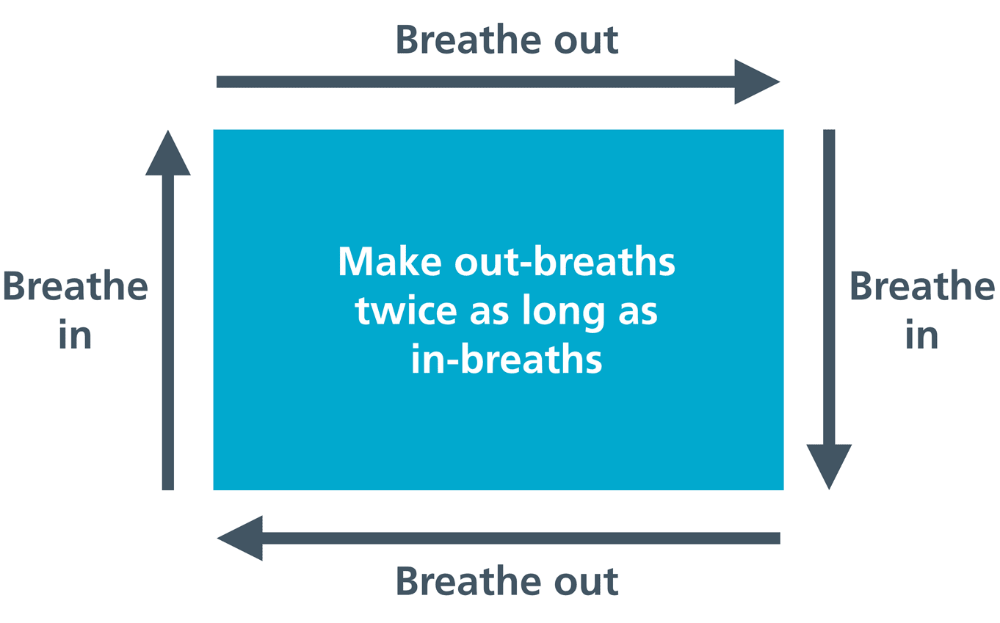 Breathe out
Breathe
in
Make out-breaths
twice as long as
in-breaths
Breathe
in
Breathe out